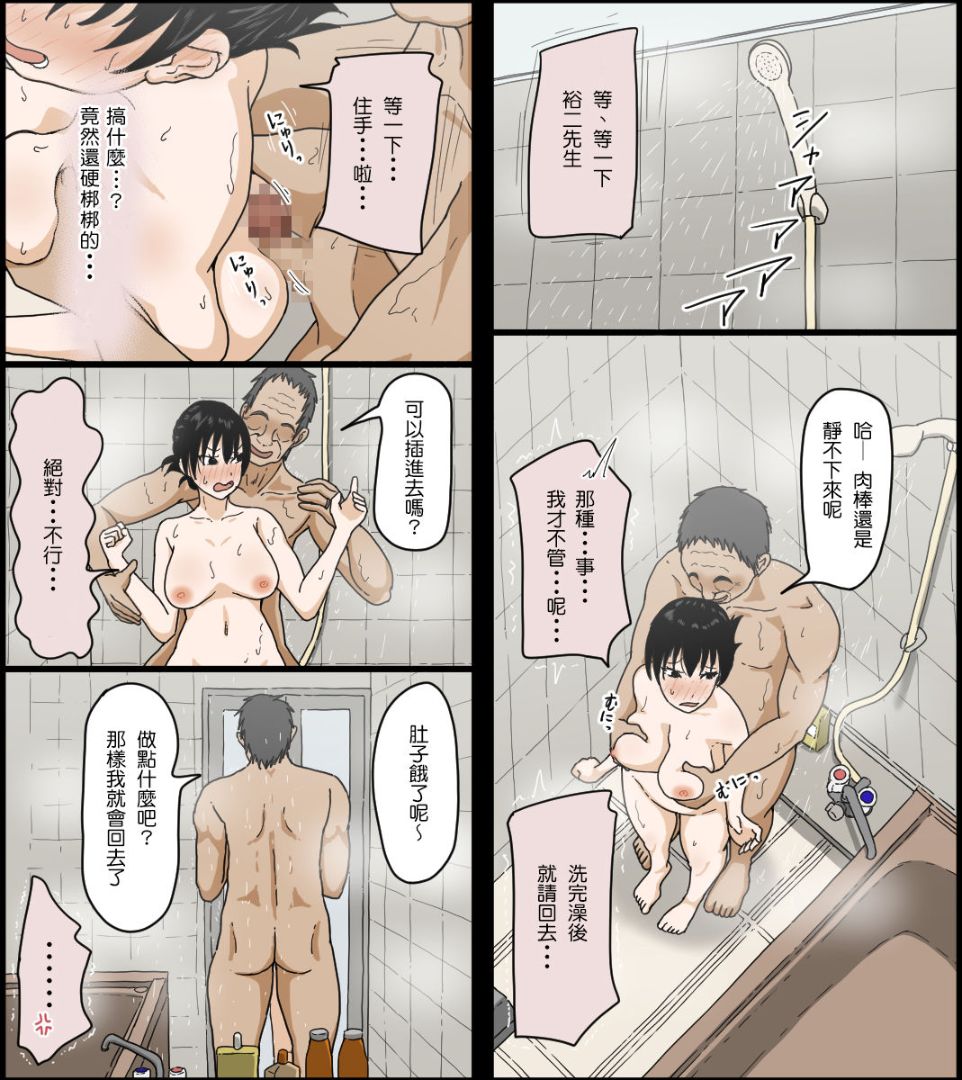 等、等一下
裕二先生
シャアアア
哈─肉棒還是
靜不下來呢
那種・・・事・・・
我才不管・・・呢・・・
むにっ
むにっ
洗完澡後
就請回去・・・
等一下・・・
住手・・・啦・・・
にゅりっ
搞什麼・・・？
竟然還硬梆梆的・・・
にゅりっ
可以插進去嗎？
絕對・・・不行・・・
肚子餓了呢～
做點什麼吧？
那樣我就會回去了
・・・・・・・